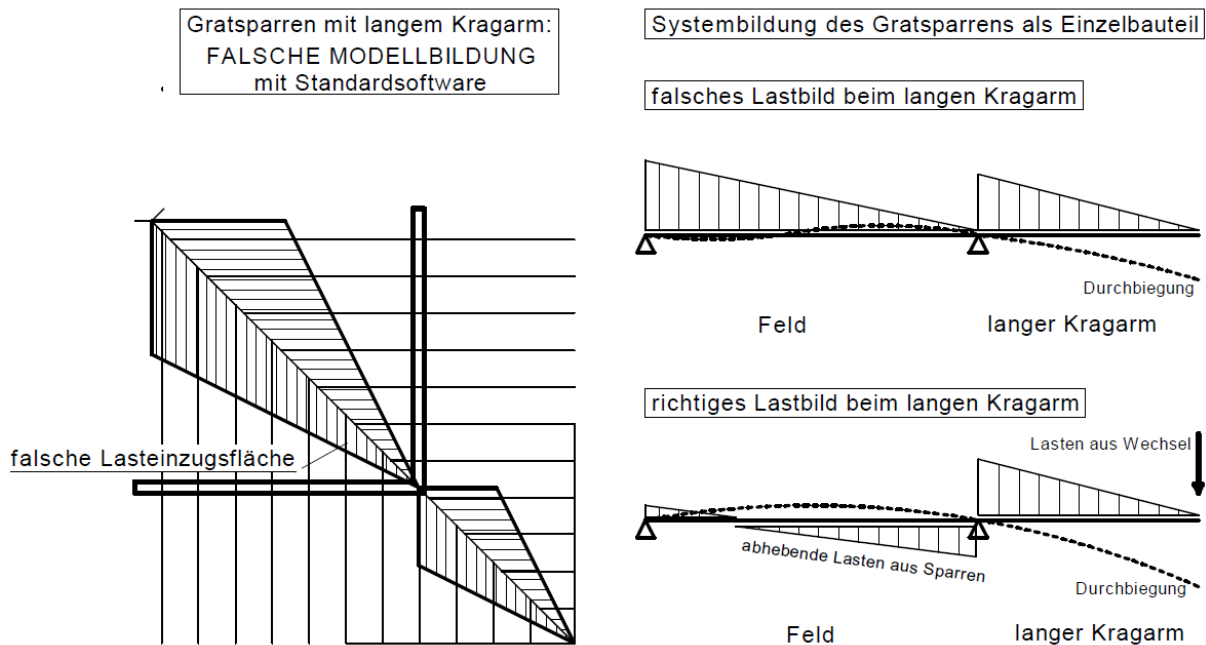 Gratsparren mit langem Kragarm:
FALSCHE MODELLBILDUNG
mit Standardsoftware
falsche Lasteinzugsfläche
Systembildung des Gratsparrens als Einzelbauteil
falsches Lastbild beim langen Kragarm
Durchbiegung
Feld
langer Kragarm
richtiges Lastbild beim langen Kragarm
Lasten aus Wechsel
abhebende Lasten aus Sparren
Durchbiegung
Feld
langer Kragarm